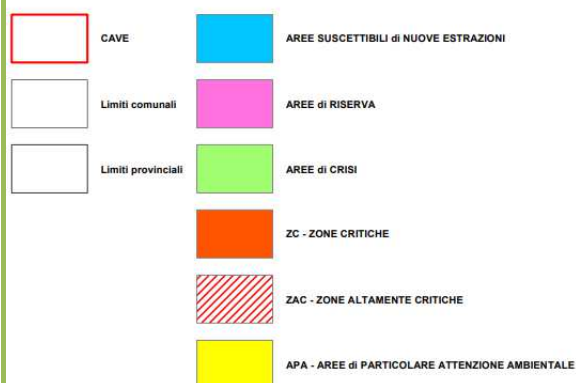 CAVE
AREE SUSCETTIBILI di NUOVE ESTRAZIONI
Limiti comunali
AREE di RISERVA
Limiti provinciali
AREE di CRISI
ZC - ZONE CRITICHE
ZAC - ZONE ALTAMENTE CRITICHE
APA - AREE di PARTICOLARE ATTENZIONE AMBIENTALE